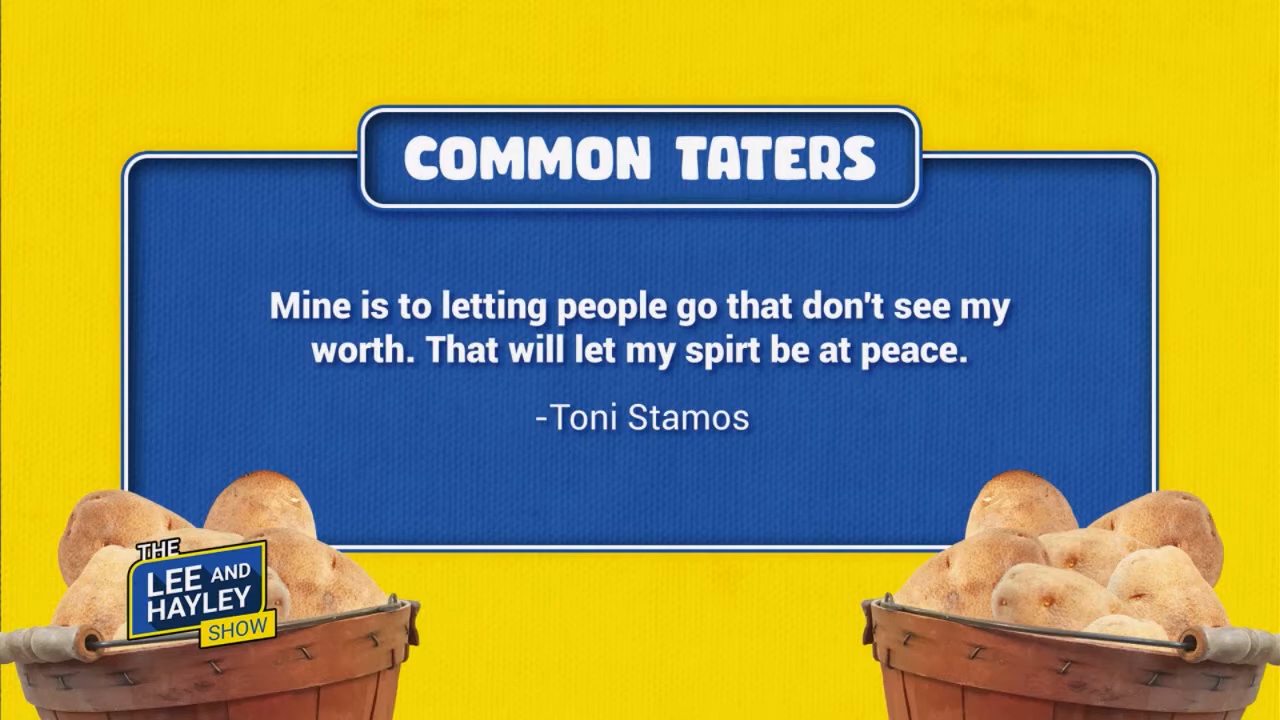 COMMON TATERS
Mine is to letting people go that don't see my
worth. That will let my spirt be at peace.
-Toni Stamos
THE
LEE AND
HAYLEY
SHOW